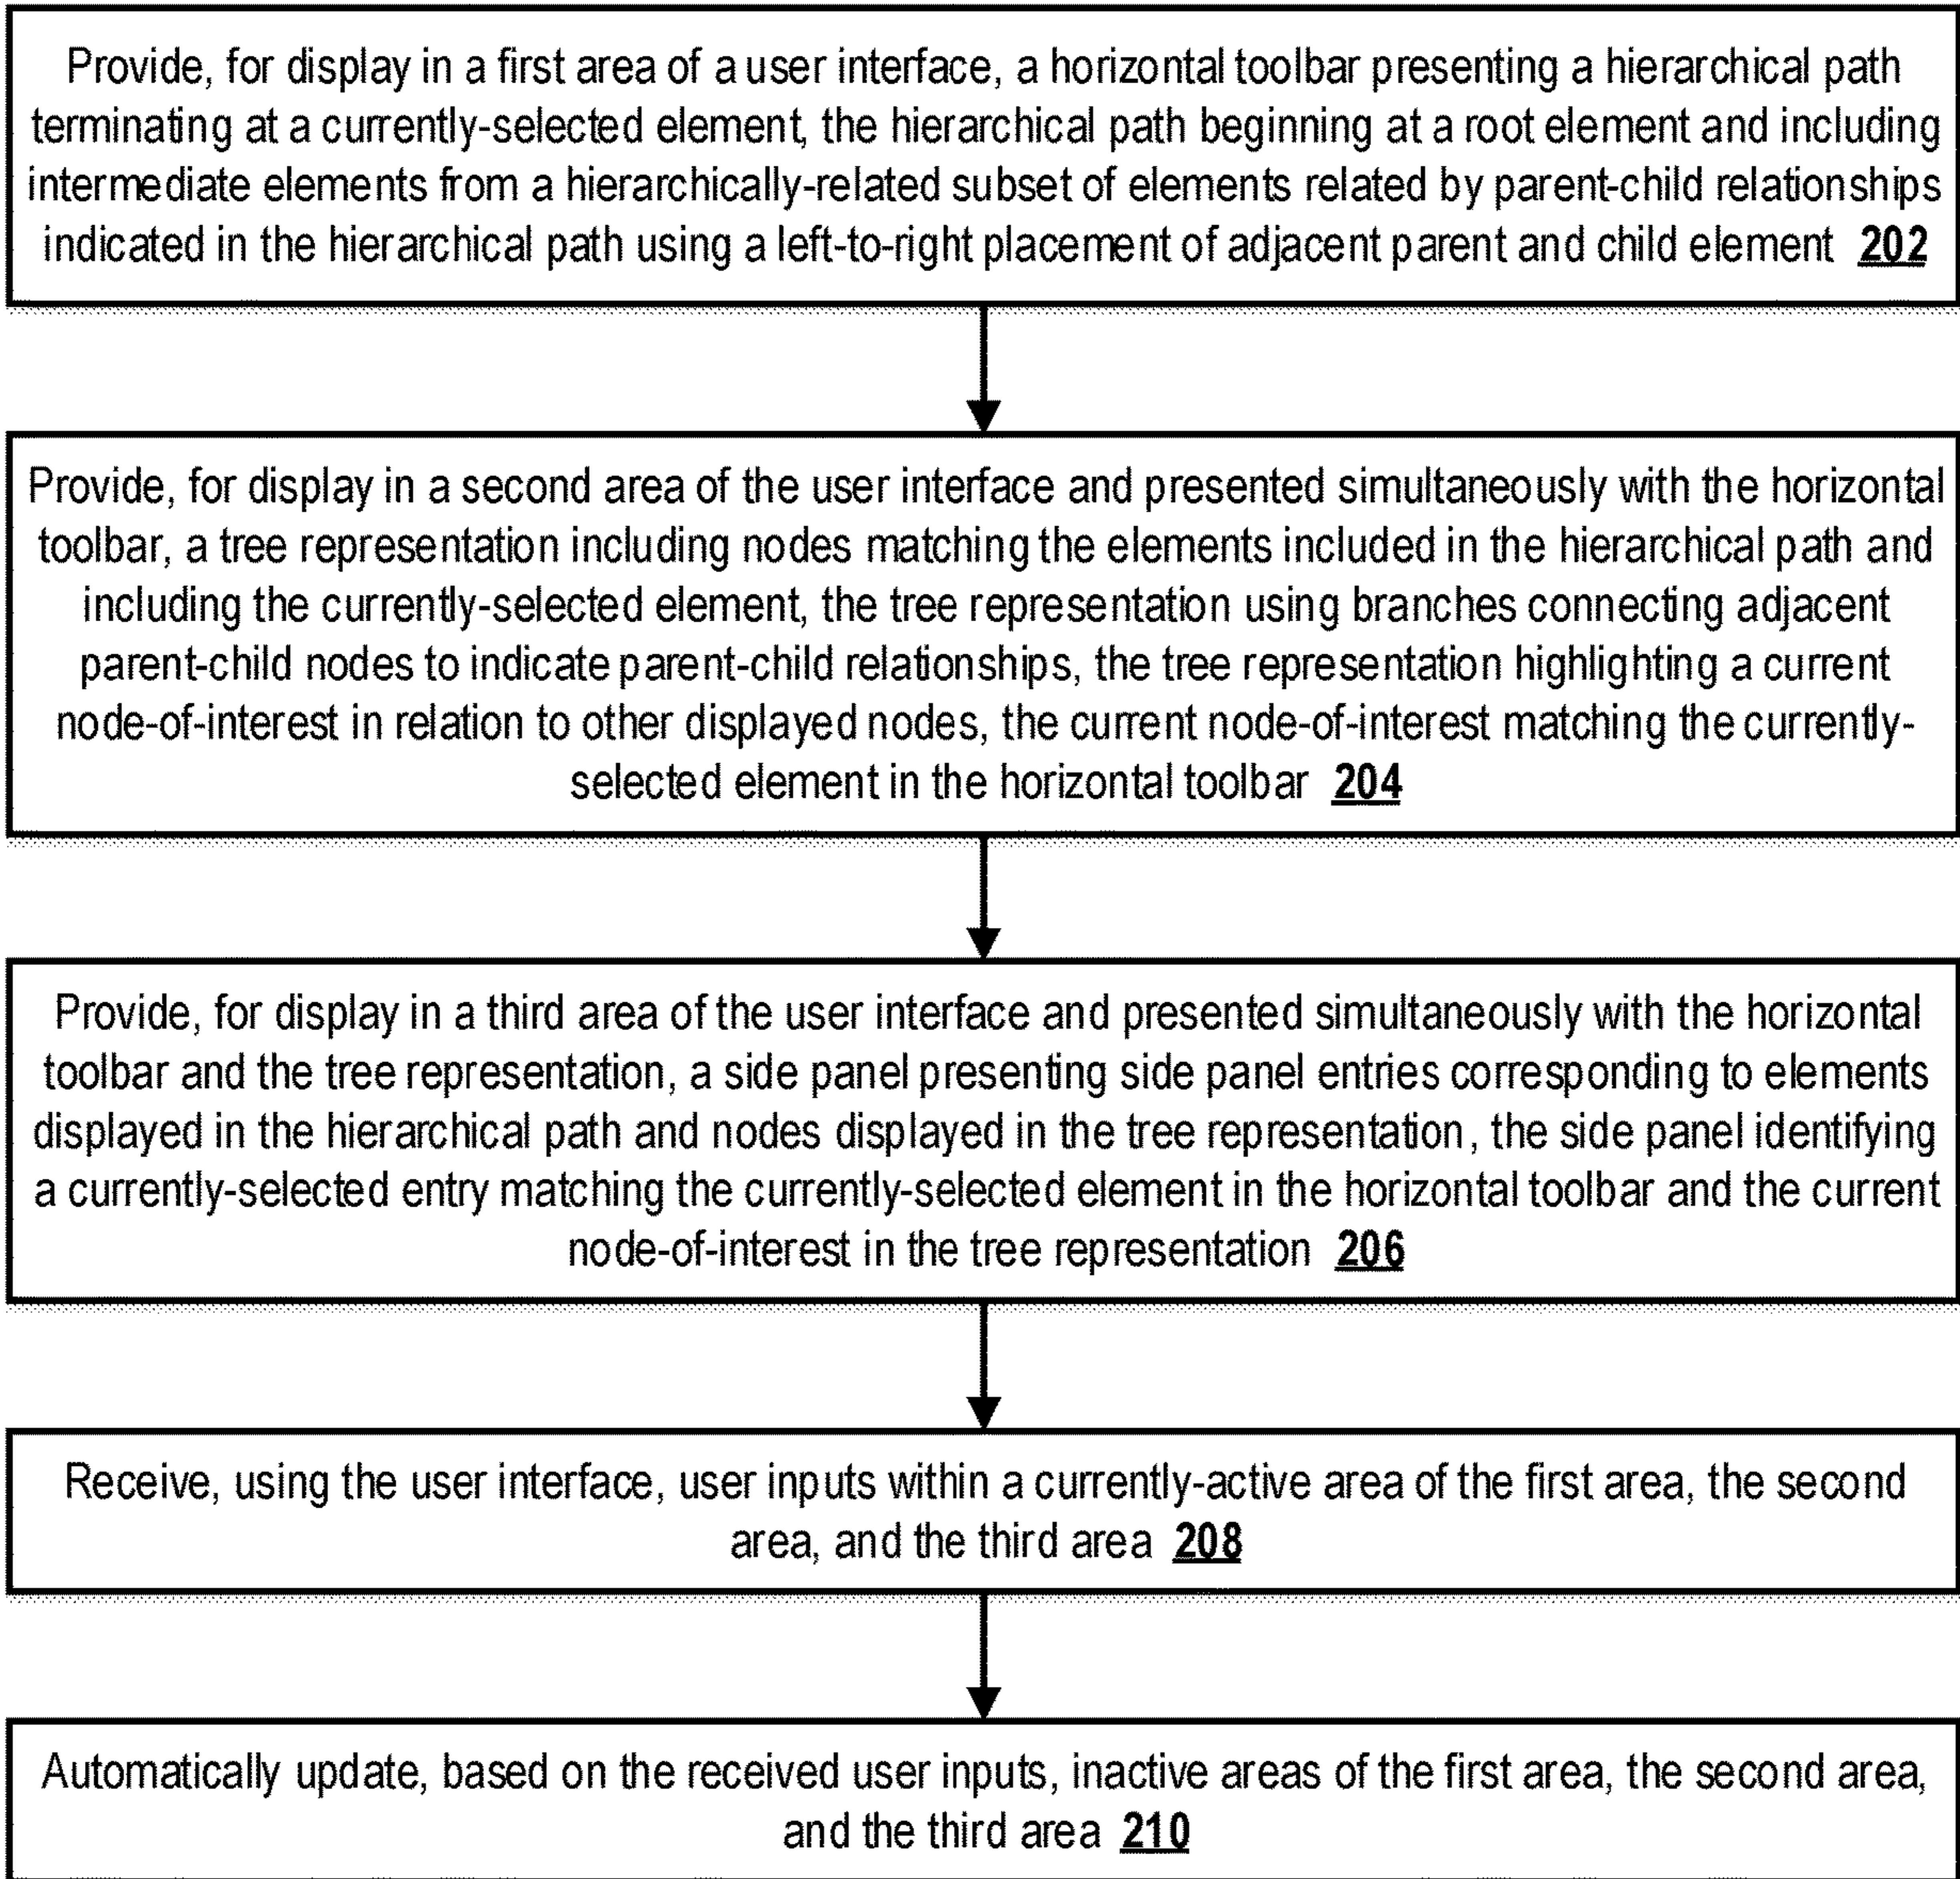 Provide, for display in a first area of a user interface, a horizontal toolbar presenting a hierarchical path
terminating at a currently-selected element, the hierarchical path beginning at a root element and including
intermediate elements from a hierarchically-related subset of elements related by parent-child relationships
indicated in the hierarchical path using a left-to-right placement of adjacent parent and child element 202
Provide, for display in a second area of the user interface and presented simultaneously with the horizontal
toolbar, a tree representation including nodes matching the elements included in the hierarchical path and
including the currently-selected element, the tree representation using branches connecting adjacent
parent-child nodes to indicate parent-child relationships, the tree representation highlighting a current
node-of-interest in relation to other displayed nodes, the current node-of-interest matching the currently-
selected element in the horizontal toolbar 204
Provide, for display in a third area of the user interface and presented simultaneously with the horizontal
toolbar and the tree representation, a side panel presenting side panel entries corresponding to elements
displayed in the hierarchical path and nodes displayed in the tree representation, the side panel identifying
a currently-selected entry matching the currently-selected element in the horizontal toolbar and the current
node-of-interest in the tree representation 206
Receive, using the user interface, user inputs within a currently-active area of the first area, the second
area, and the third area 208
Automatically update, based on the received user inputs, inactive areas of the first area, the second area,
and the third area 210